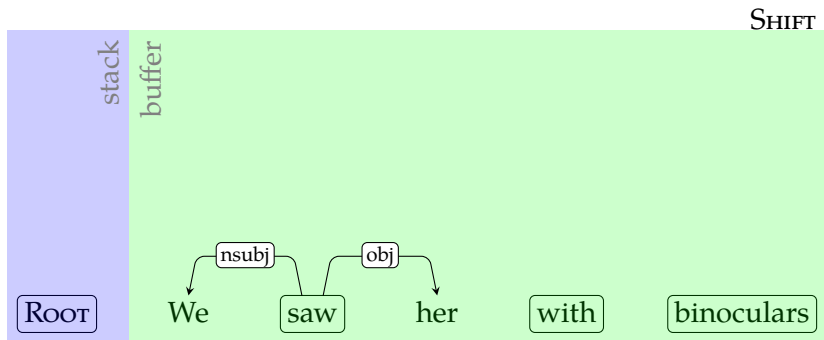 SHIFT
stack
buffer
nsubj obj
ROOT We saw her with binoculars